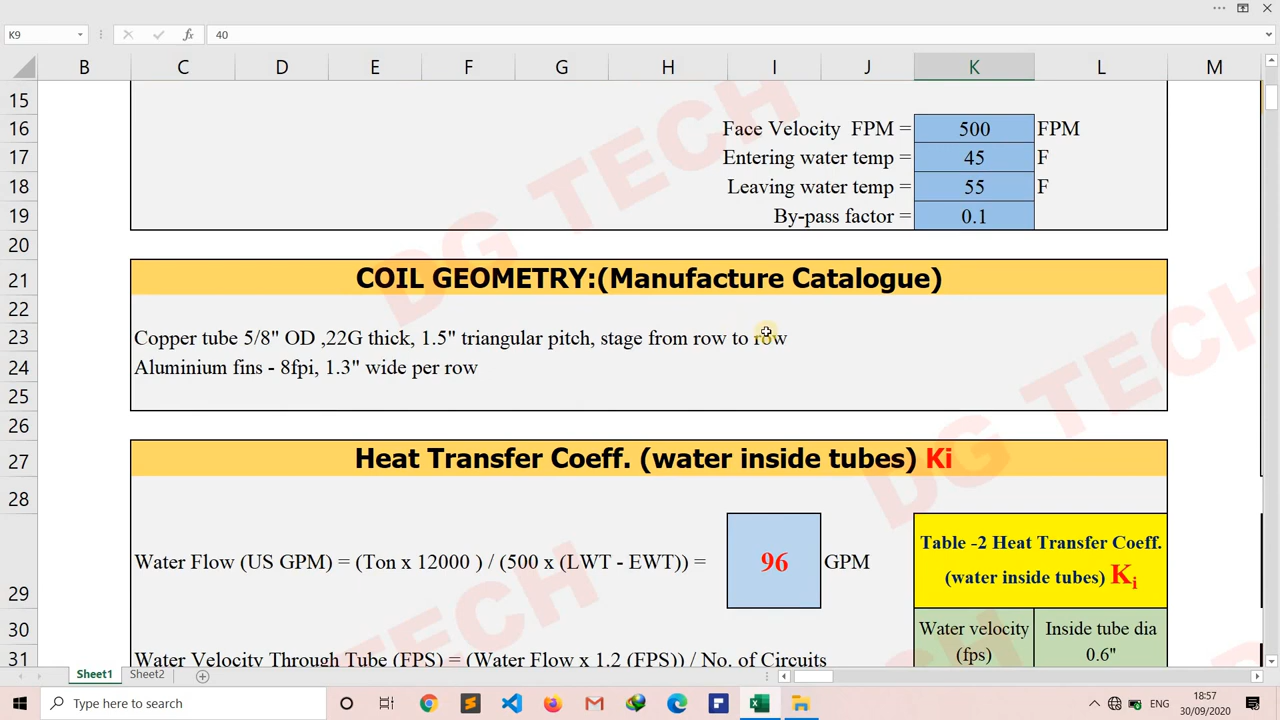 K9
40
B C D E F G H I J K L M
15
16 Face Velocity FPM = 500 FPM
17 Entering water temp = 45 F
18 Leaving water temp = 55 F
19 By-pass factor = 0.1
20
21 COIL GEOMETRY:(Manufacture Catalogue)
22
23 Copper tube 5/8" OD ,22G thick, 1.5" triangular pitch, stage from row to row
24 Aluminium fins - 8fpi, 1.3" wide per row
25
26
27 Heat Transfer Coeff. (water inside tubes) Ki
28
29 Water Flow (US GPM) = (Ton x 12000 ) / (500 x (LWT - EWT)) = 96 GPM
Table -2 Heat Transfer Coeff.
(water inside tubes) Ki
30 Water velocity Inside tube dia
(fps) 0.6"
31 Water Velocity Through Tube (FPS) = (Water Flow x 1.2 (FPS)) / No. of Circuits
DG TECH
DG TECH
DG TECH
DG TECH
Sheet1 Sheet2
Type here to search
ENG
18:57
30/09/2020